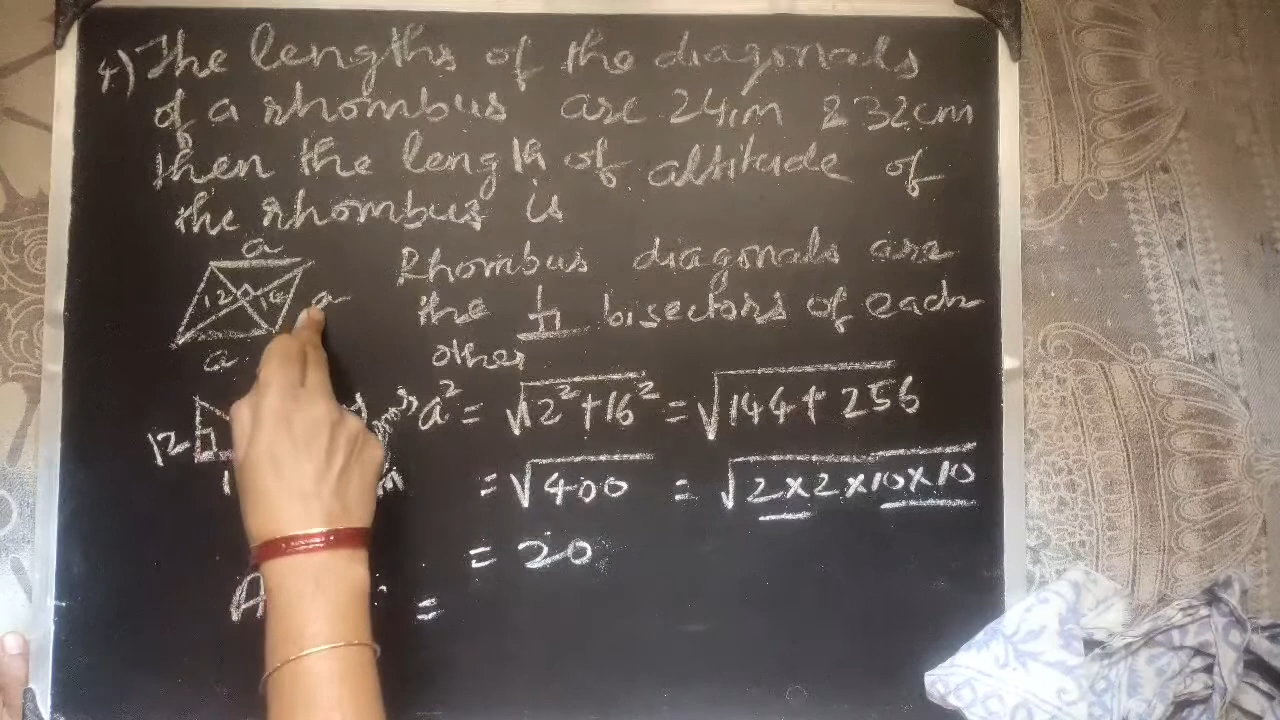 4) The lengths of the diagonals
of a rhombus are 24cm & 32cm
then the length of altitude of
the rhombus is
a
12 16
a
a
Rhombus diagonals are
the bisectors of each
other
12
a² = √12²+16² = √144+256
= √400 = √2×2×10×10
= 20
A
=